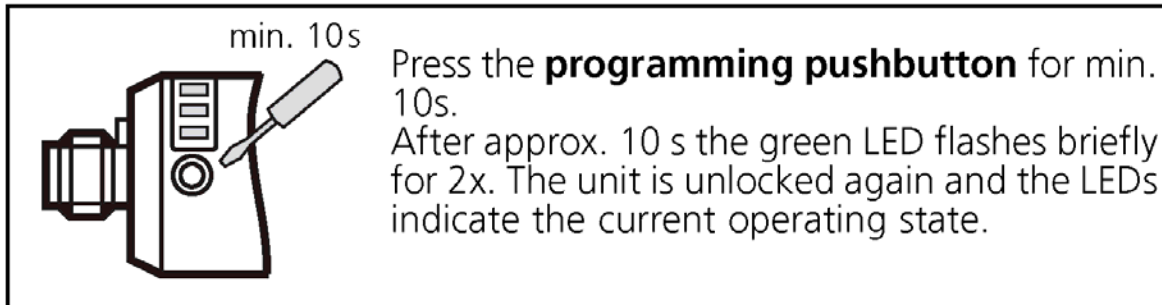 min. 10s
Press the programming pushbutton for min.
10s.
After approx. 10 s the green LED flashes briefly
for 2x. The unit is unlocked again and the LEDs
indicate the current operating state.